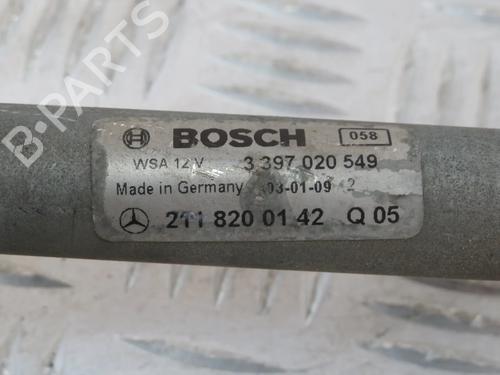 B-PARTS
BOSCH 058
WSA 12 V 3 397 020 549
Made in Germany 03-01-09 2
211 820 01 42 Q 05